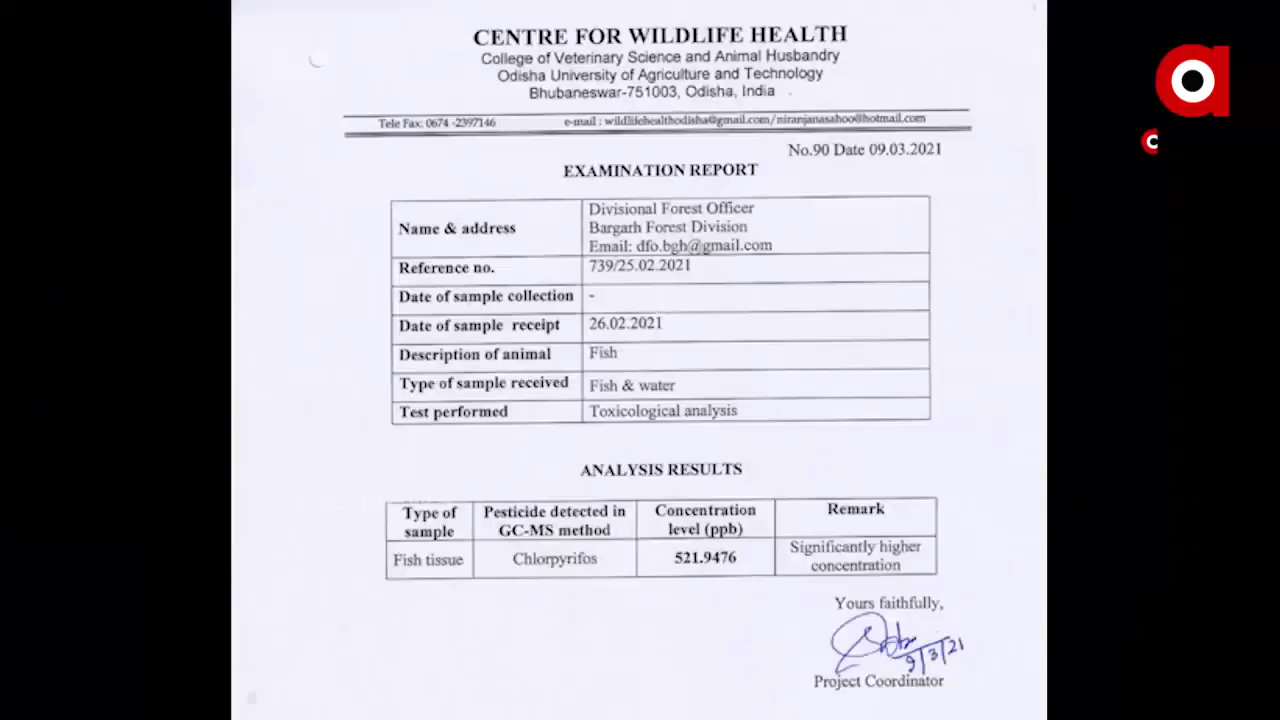 CENTRE FOR WILDLIFE HEALTH
College of Veterinary Science and Animal Husbandry
Odisha University of Agriculture and Technology
Bhubaneswar-751003, Odisha, India
Tele Fax: 0674 -2397146 e-mail : wildlifehealthodisha@gmail.com/niranjanasahoo@hotmail.com
No.90 Date 09.03.2021
EXAMINATION REPORT
Name & address
Divisional Forest Officer
Bargarh Forest Division
Email: dfo.bgh@gmail.com
Reference no. 739/25.02.2021
Date of sample collection -
Date of sample receipt 26.02.2021
Description of animal Fish
Type of sample received Fish & water
Test performed Toxicological analysis
ANALYSIS RESULTS
Type of sample
Pesticide detected in GC-MS method
Concentration level (ppb)
Remark
Fish tissue
Chlorpyrifos
521.9476
Significantly higher concentration
Yours faithfully,
9/3/21
Project Coordinator